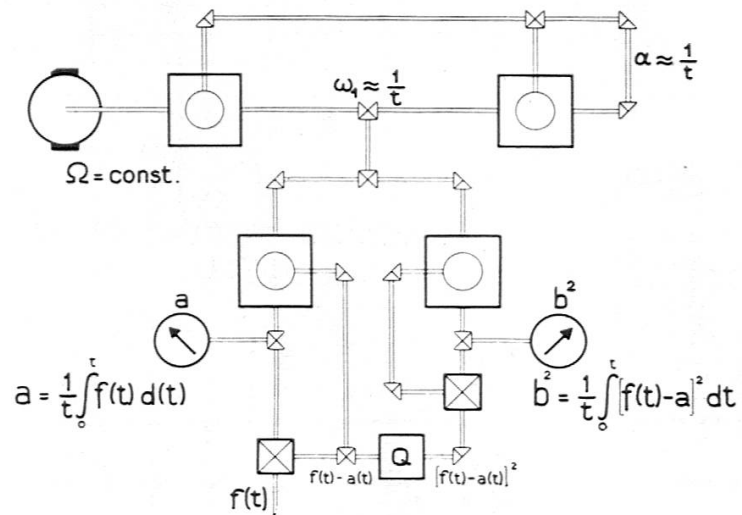 α ≈ 1/t
ω₁ ≈ 1/t
Ω = const.
a
b²
a = 1/t ∫₀ᵗ f(t) d(t)
b² = 1/t ∫₀ᵗ [f(t)-a]² dt
Q
f(t)-a(t)
[f(t)-a(t)]²
f(t)